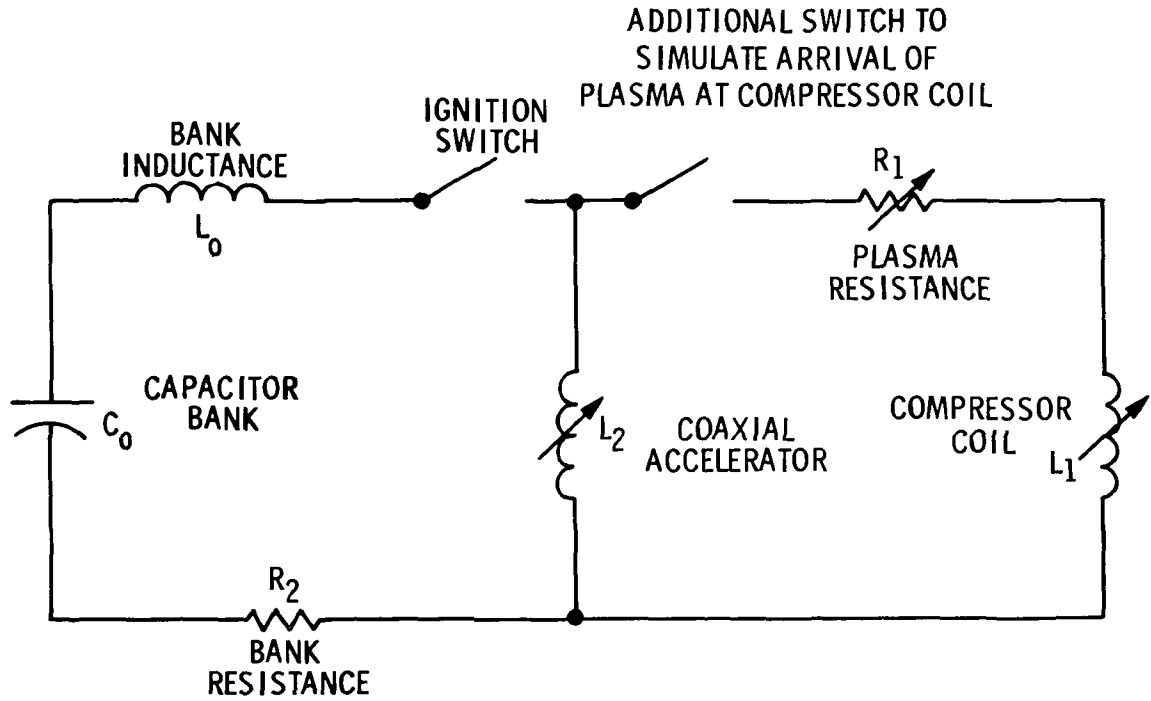 ADDITIONAL SWITCH TO
SIMULATE ARRIVAL OF
PLASMA AT COMPRESSOR COIL
IGNITION
SWITCH
BANK
INDUCTANCE
L0
R1
PLASMA
RESISTANCE
CAPACITOR
BANK
C0
L2
COAXIAL
ACCELERATOR
COMPRESSOR
COIL
L1
R2
BANK
RESISTANCE